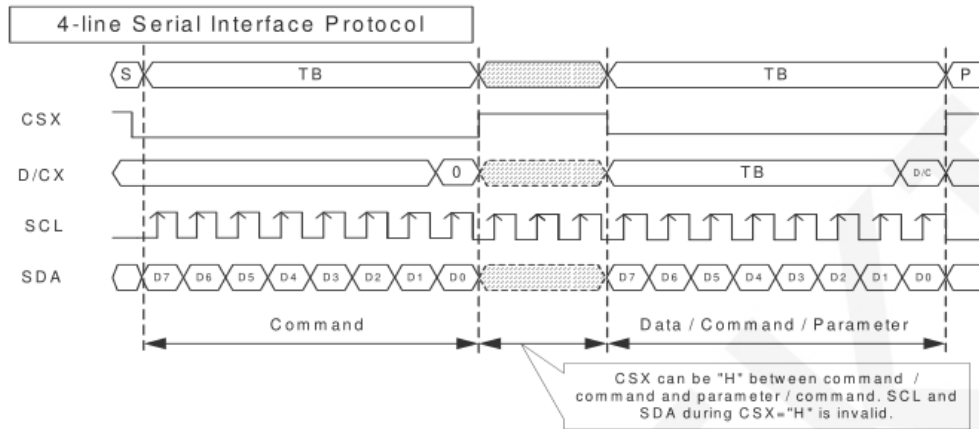 4-line Serial Interface Protocol
S TB TB P
CSX
D/CX 0 TB D/C
SCL
SDA D7 D6 D5 D4 D3 D2 D1 D0 D7 D6 D5 D4 D3 D2 D1 D0
Command Data / Command / Parameter
CSX can be "H" between command /
command and parameter / command. SCL and
SDA during CSX="H" is invalid.